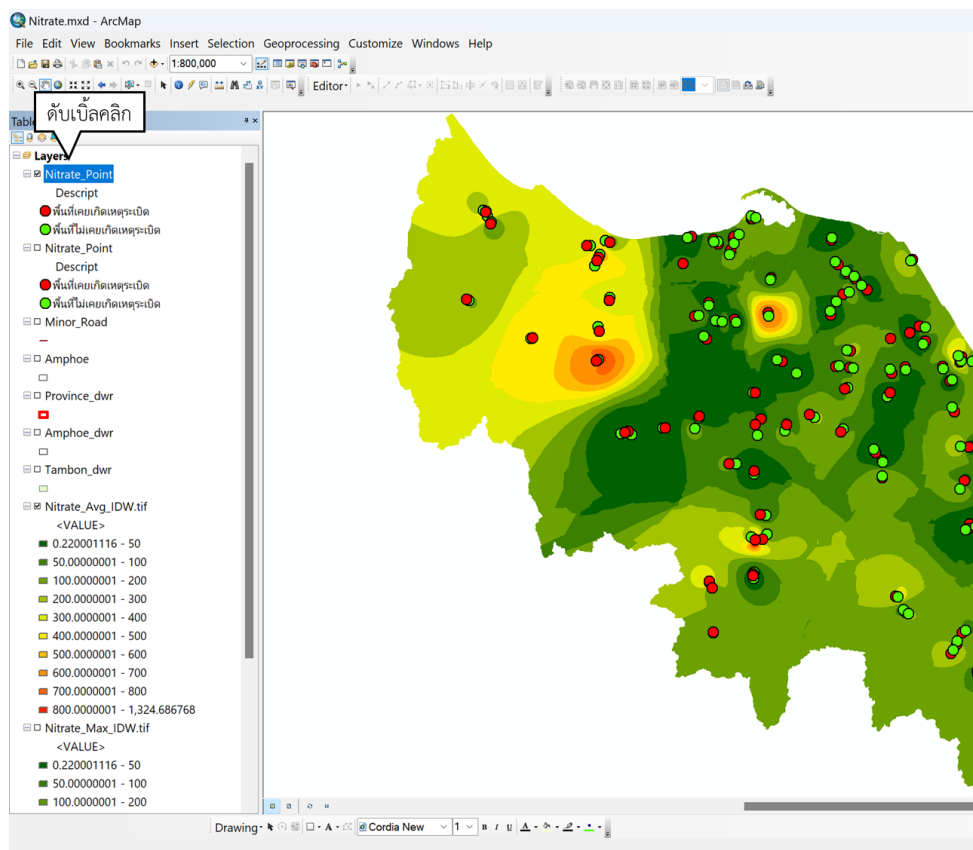 Nitrate.mxd - ArcMap
File Edit View Bookmarks Insert Selection Geoprocessing Customize Windows Help
1:800,000
Editor
ดับเบิ้ลคลิก
Layers
Nitrate_Point
Descript
พื้นที่เคยเกิดเหตุระเบิด
พื้นที่ไม่เคยเกิดเหตุระเบิด
Nitrate_Point
Descript
พื้นที่เคยเกิดเหตุระเบิด
พื้นที่ไม่เคยเกิดเหตุระเบิด
Minor_Road
Amphoe
Province_dwr
Amphoe_dwr
Tambon_dwr
Nitrate_Avg_IDW.tif
<VALUE>
0.220001116 - 50
50.00000001 - 100
100.0000001 - 200
200.0000001 - 300
300.0000001 - 400
400.0000001 - 500
500.0000001 - 600
600.0000001 - 700
700.0000001 - 800
800.0000001 - 1,324.686768
Nitrate_Max_IDW.tif
<VALUE>
0.220001116 - 50
50.00000001 - 100
100.0000001 - 200
Drawing A Cordia New 1 B I U A